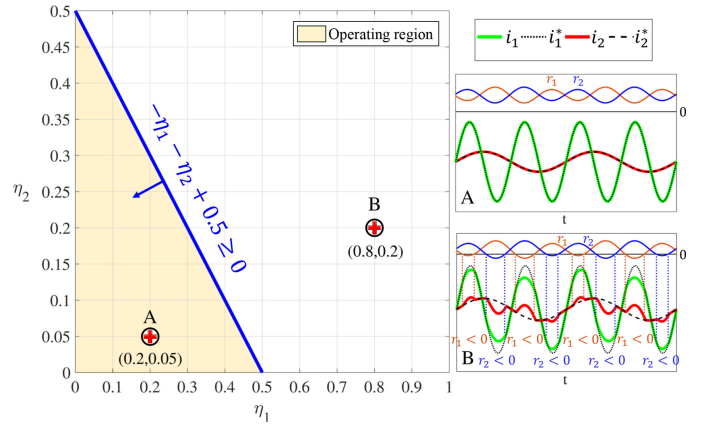 0.5
0.45
0.4
0.35
0.3
0.25
0.2
0.15
0.1
0.05
0
η₂
Operating region
−η₁ − η₂ + 0.5 ≥ 0
B
(0.8,0.2)
A
(0.2,0.05)
0 0.1 0.2 0.3 0.4 0.5 0.6 0.7 0.8 0.9 1
η₁
i₁ i₁* i₂ i₂*
r₁ r₂
0
A
t
r₁ r₂
0
r₁ < 0 r₁ < 0 r₁ < 0 r₁ < 0
B r₂ < 0 r₂ < 0 r₂ < 0 r₂ < 0
t